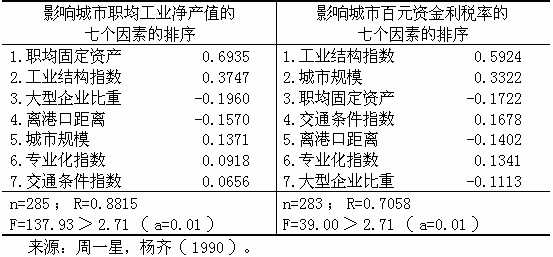 影响城市职均工业净产值的
七个因素的排序
1.职均固定资产 0.6935
2.工业结构指数 0.3747
3.大型企业比重 -0.1960
4.离港口距离 -0.1570
5.城市规模 0.1371
6.专业化指数 0.0918
7.交通条件指数 0.0656
n=285; R=0.8815
F=137.93＞2.71（a=0.01）
影响城市百元资金利税率的
七个因素的排序
1.工业结构指数 0.5924
2.城市规模 0.3322
3.职均固定资产 -0.1722
4.交通条件指数 0.1678
5.离港口距离 -0.1402
6.专业化指数 0.1341
7.大型企业比重 -0.1113
n=283; R=0.7058
F=39.00＞2.71（a=0.01）
来源：周一星，杨齐（1990）。